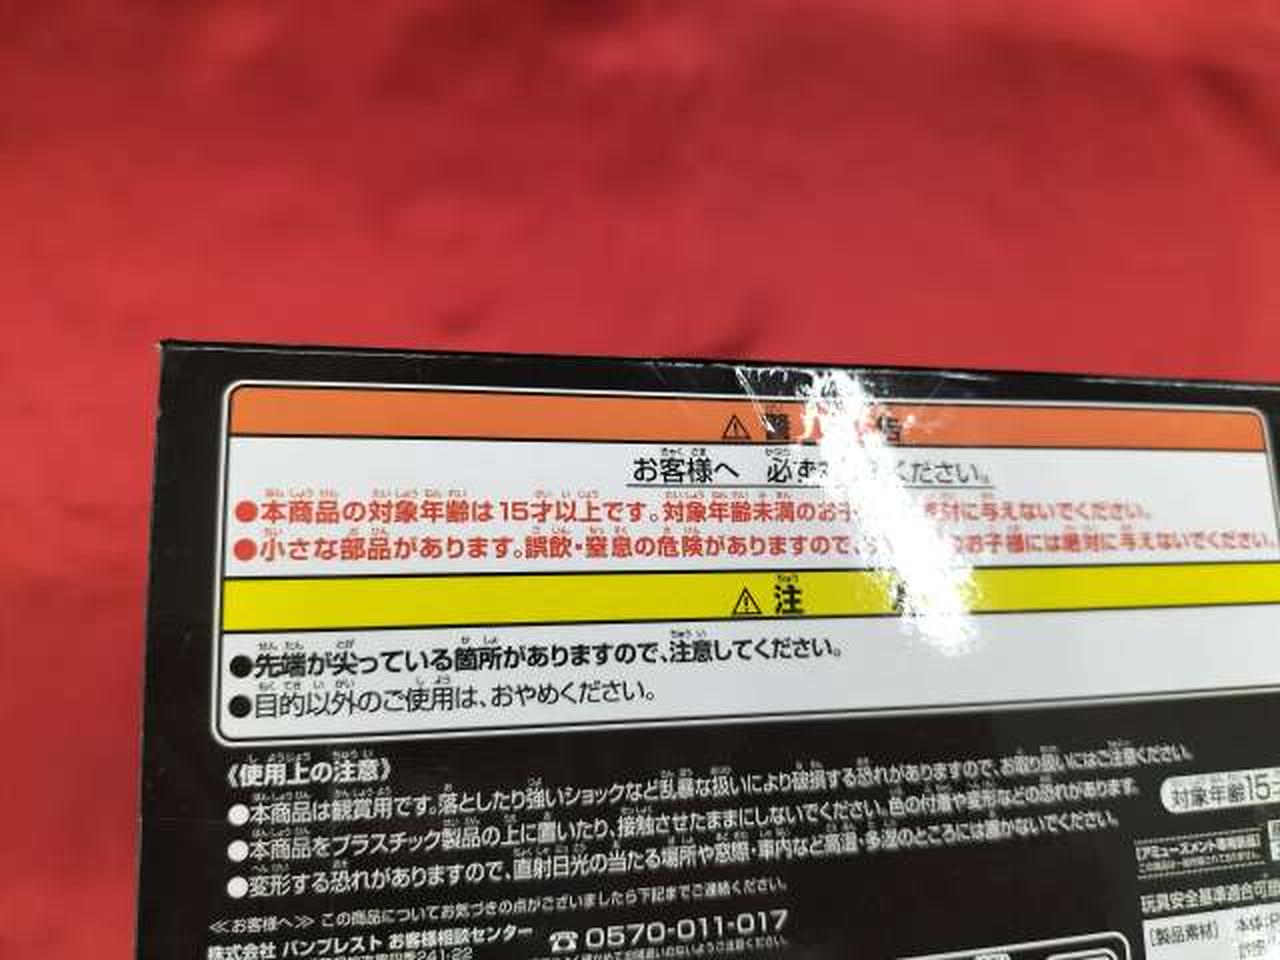 ⚠ 警 告
お客様へ 必ず ください。
●本商品の対象年齢は15才以上です。対象年齢未満のお子 絶対に与えないでください。
●小さな部品があります。誤飲・窒息の危険がありますので、 のお子様には絶対に与えないでください。
⚠ 注
●先端が尖っている箇所がありますので、注意してください。
●目的以外のご使用は、おやめください。
《使用上の注意》
●本商品は観賞用です。落としたり強いショックなど乱暴な扱いにより破損する恐れがありますので、お取り扱いにはご注意ください。
●本商品をプラスチック製品の上に置いたり、接触させたままにしないでください。色の付着や変形などの恐れがあります。
●変形する恐れがありますので、直射日光の当たる場所や窓際・車内など高温・多湿のところには置かないでください。
対象年齢15
[アミューズメント専用景品]
≪お客様へ≫ この商品についてお気づきの点がございましたら下記までご連絡ください。
株式会社 バンプレスト お客様相談センター
☎0570-011-017
241-22
玩具安全基準適合
[製品素材] 本体:P